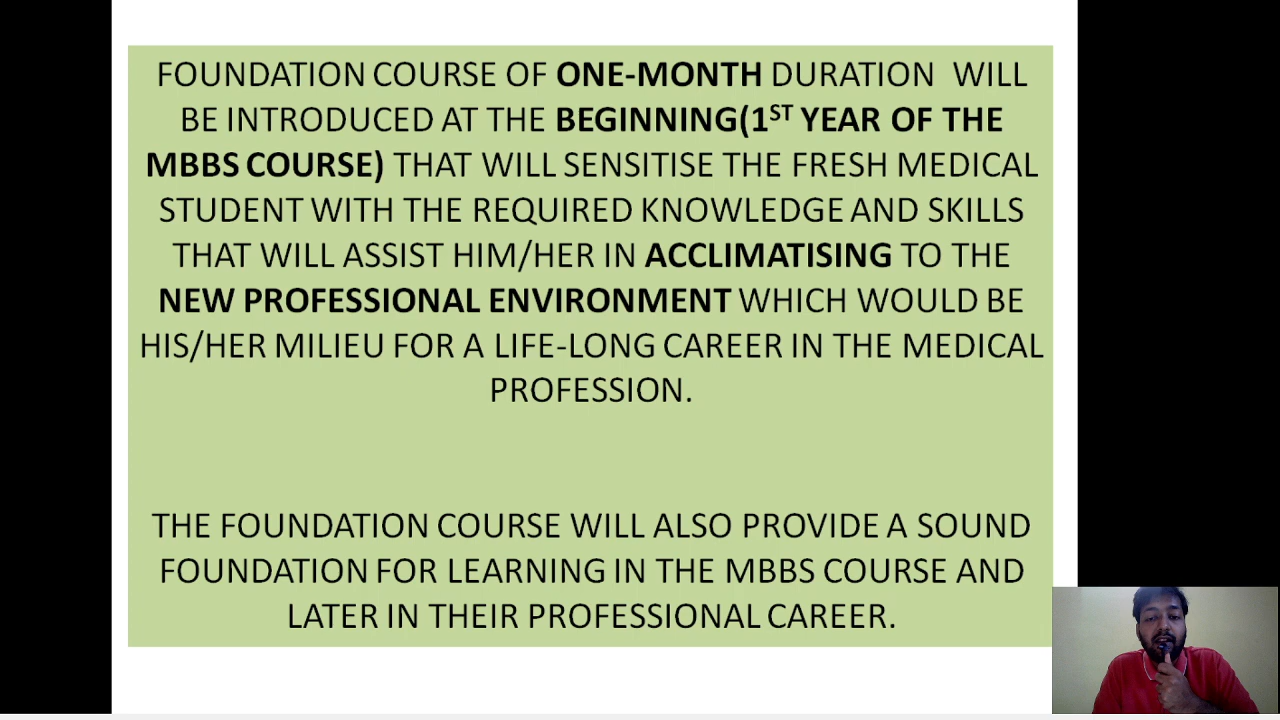 FOUNDATION COURSE OF ONE-MONTH DURATION WILL
BE INTRODUCED AT THE BEGINNING(1ST YEAR OF THE
MBBS COURSE) THAT WILL SENSITISE THE FRESH MEDICAL
STUDENT WITH THE REQUIRED KNOWLEDGE AND SKILLS
THAT WILL ASSIST HIM/HER IN ACCLIMATISING TO THE
NEW PROFESSIONAL ENVIRONMENT WHICH WOULD BE
HIS/HER MILIEU FOR A LIFE-LONG CAREER IN THE MEDICAL
PROFESSION.
THE FOUNDATION COURSE WILL ALSO PROVIDE A SOUND
FOUNDATION FOR LEARNING IN THE MBBS COURSE AND
LATER IN THEIR PROFESSIONAL CAREER.